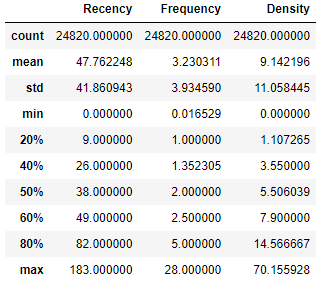 Recency Frequency Density
count 24820.000000 24820.000000 24820.000000
mean 47.762248 3.230311 9.142196
std 41.860943 3.934590 11.058445
min 0.000000 0.016529 0.000000
20% 9.000000 1.000000 1.107265
40% 26.000000 1.352305 3.550000
50% 38.000000 2.000000 5.506039
60% 49.000000 2.500000 7.900000
80% 82.000000 5.000000 14.566667
max 183.000000 28.000000 70.155928